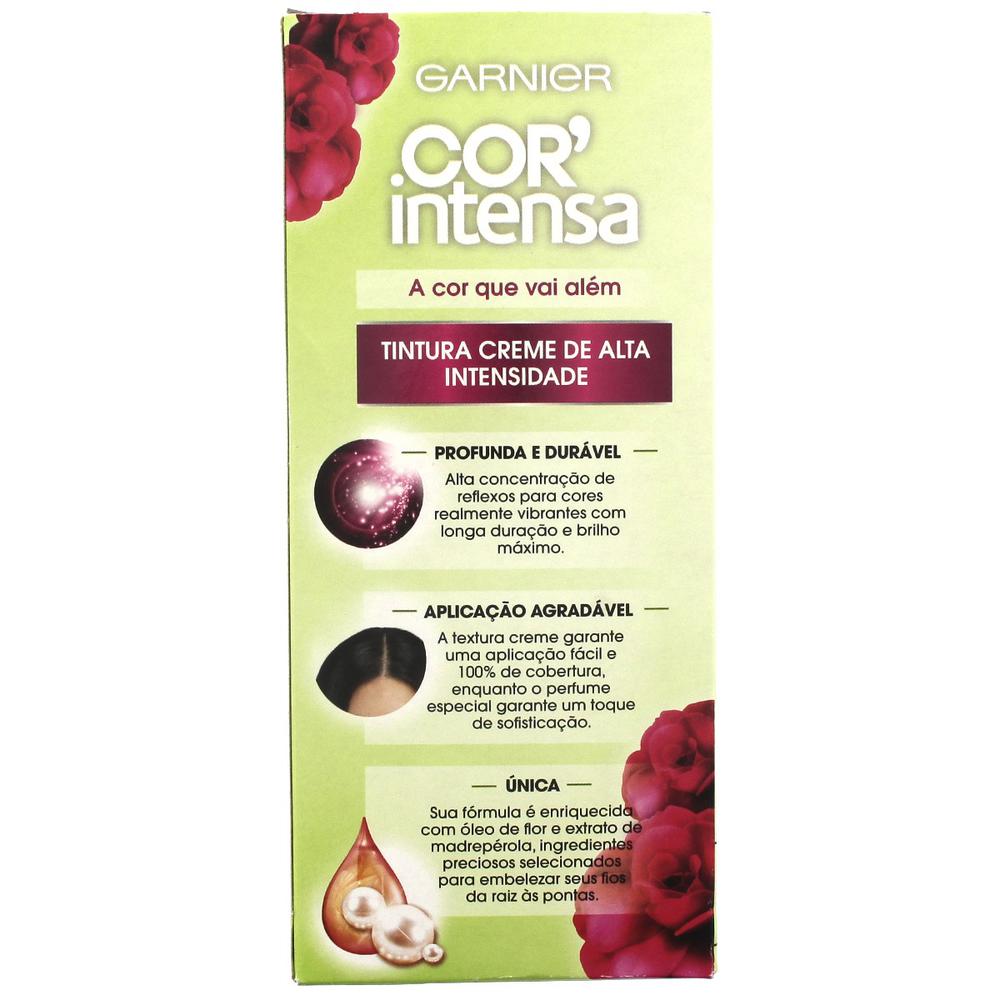 GARNIER
COR'
intensa
A cor que vai além
TINTURA CREME DE ALTA
INTENSIDADE
PROFUNDA E DURÁVEL
Alta concentração de
reflexos para cores
realmente vibrantes com
longa duração e brilho
máximo.
APLICAÇÃO AGRADÁVEL
A textura creme garante
uma aplicação fácil e
100% de cobertura,
enquanto o perfume
especial garante um toque
de sofisticação.
ÚNICA
Sua fórmula é enriquecida
com óleo de flor e extrato de
madrepérola, ingredientes
preciosos selecionados
para embelezar seus fios
da raiz às pontas.